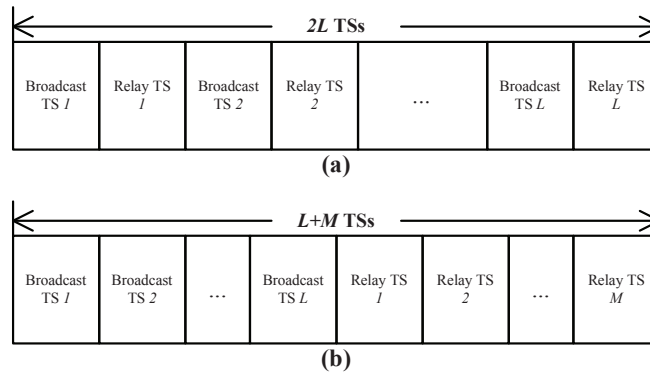 2L TSs
Broadcast TS 1
Relay TS 1
Broadcast TS 2
Relay TS 2
...
Broadcast TS L
Relay TS L
(a)
L+M TSs
Broadcast TS 1
Broadcast TS 2
...
Broadcast TS L
Relay TS 1
Relay TS 2
...
Relay TS M
(b)